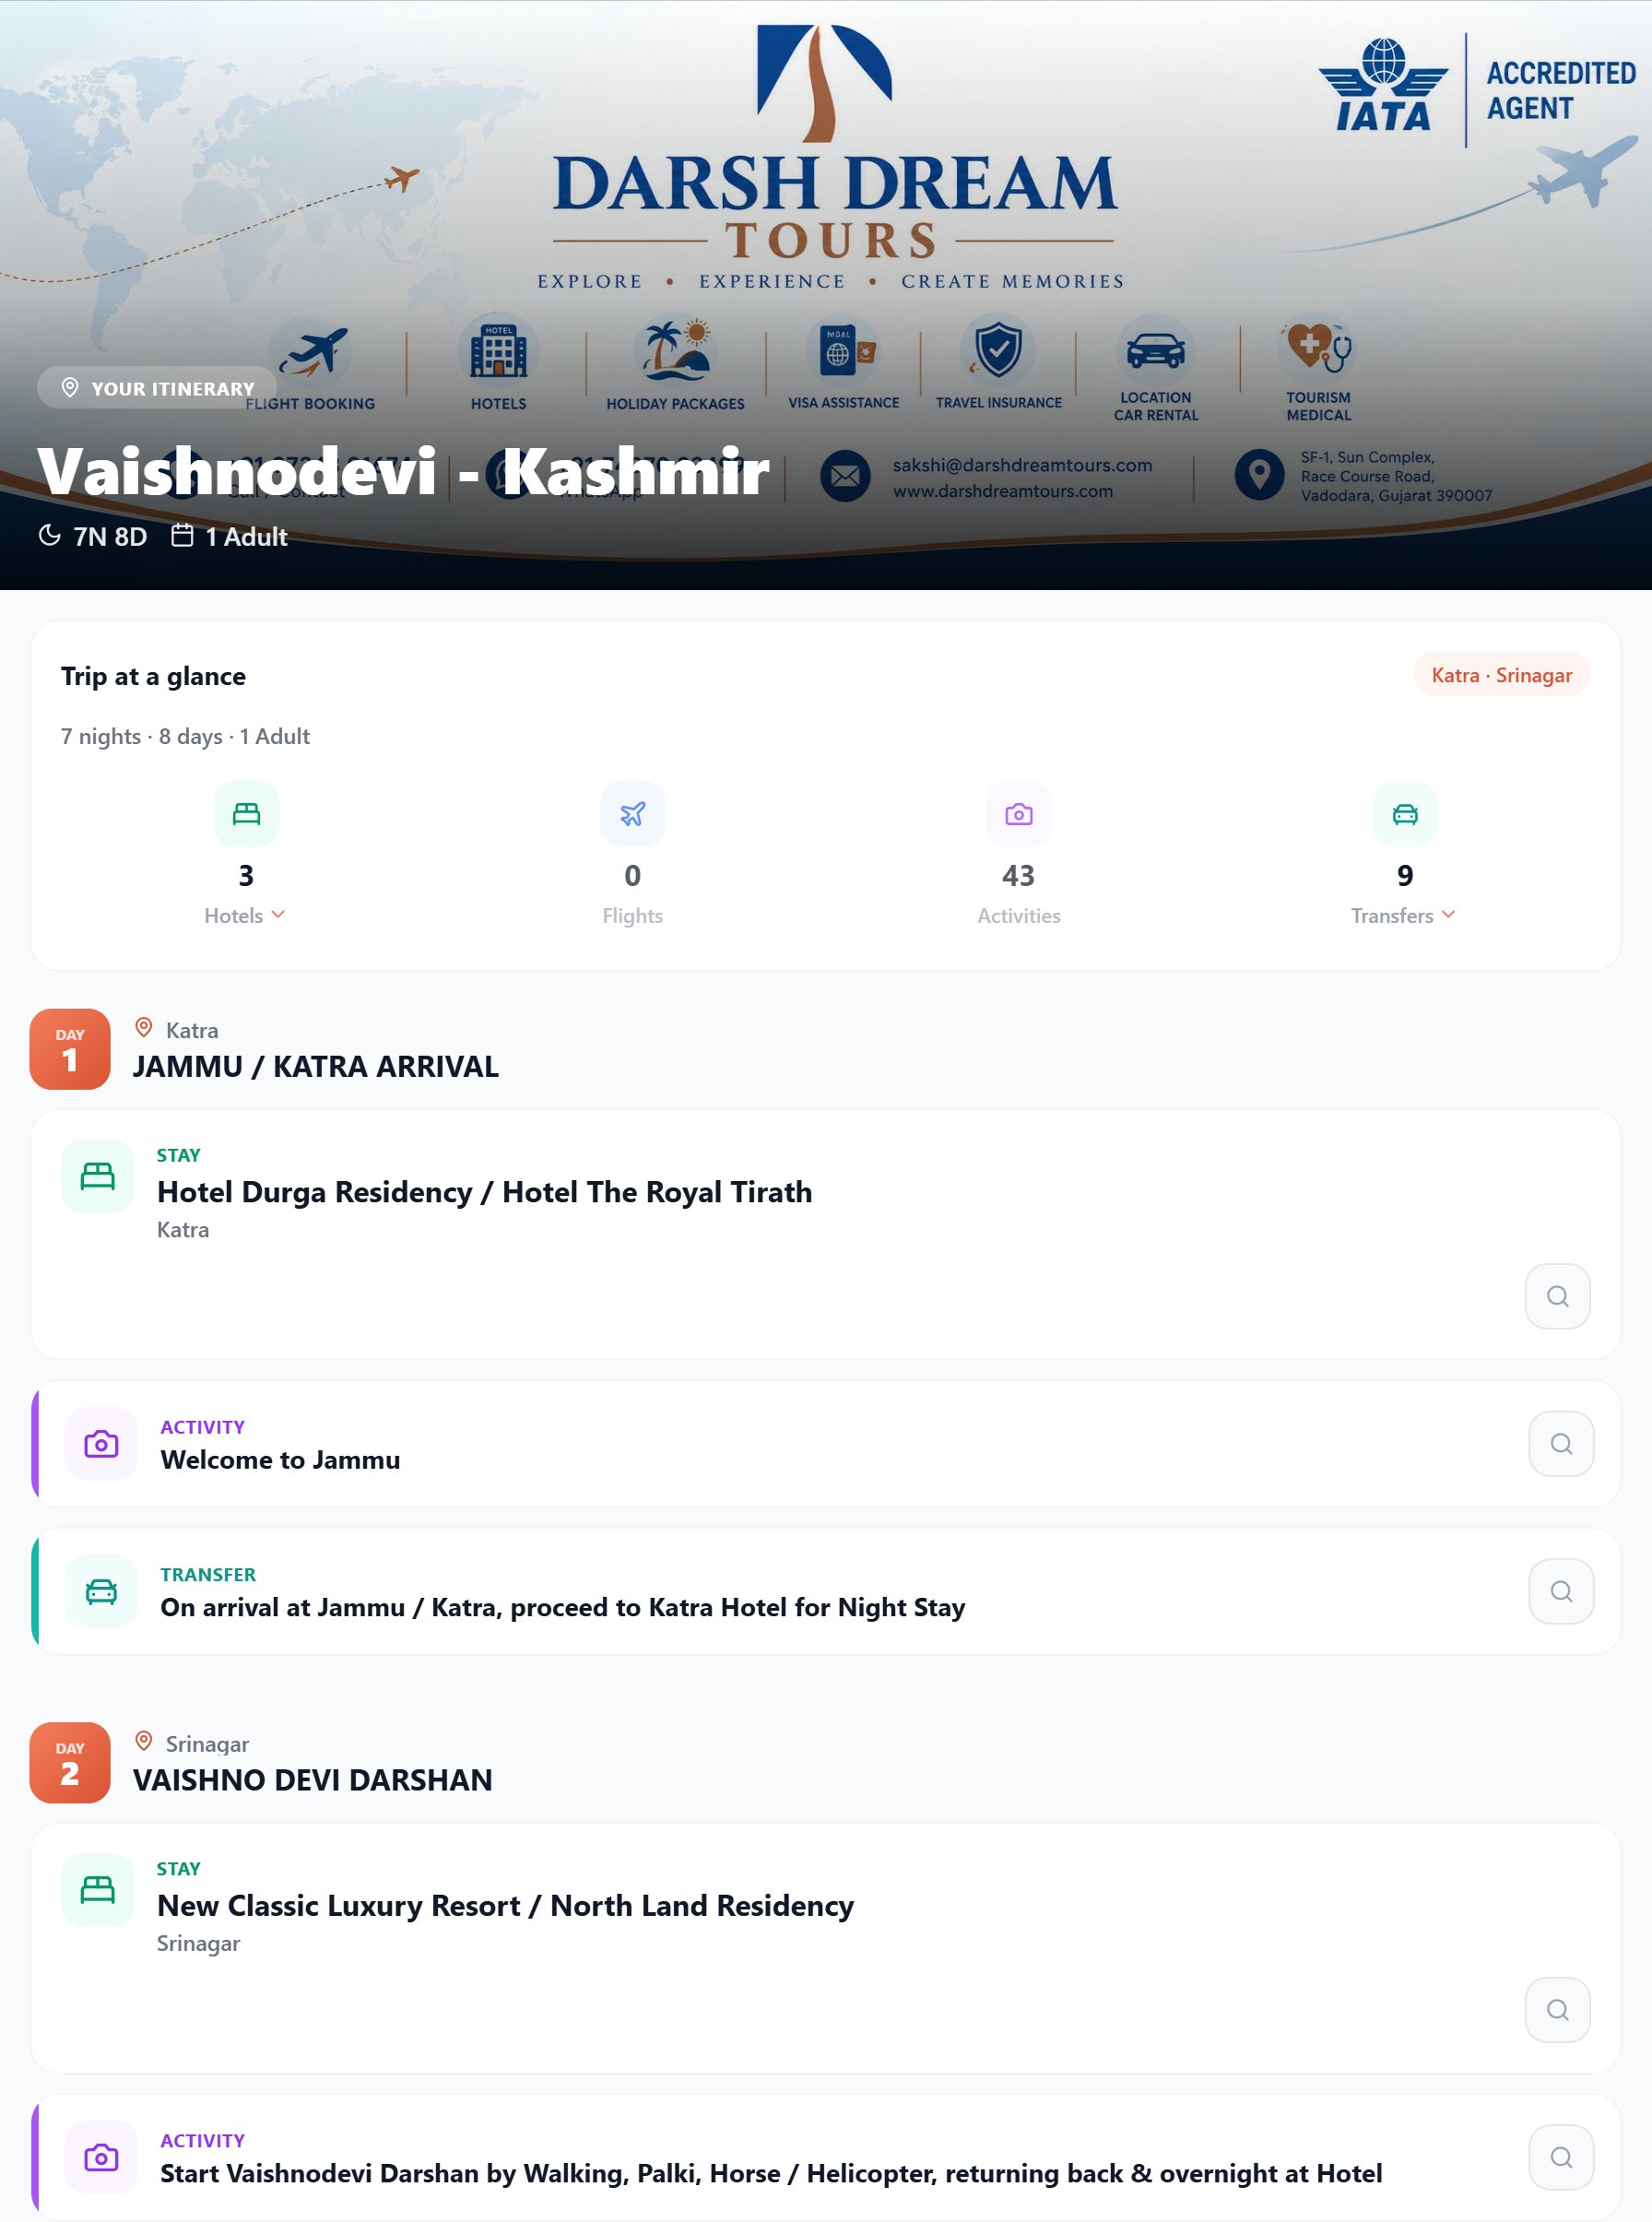 DARSH DREAM
TOURS
EXPLORE • EXPERIENCE • CREATE MEMORIES
IATA
ACCREDITED
AGENT
HOTEL
YOUR ITINERARY
FLIGHT BOOKING
HOTELS
HOLIDAY PACKAGES
VISA ASSISTANCE
TRAVEL INSURANCE
LOCATION
CAR RENTAL
TOURISM
MEDICAL
Vaishnodevi - Kashmir
sakshi@darshdreamtours.com
www.darshdreamtours.com
SF-1, Sun Complex,
Race Course Road,
Vadodara, Gujarat 390007
7N 8D 1 Adult
Trip at a glance
Katra · Srinagar
7 nights · 8 days · 1 Adult
3
Hotels
0
Flights
43
Activities
9
Transfers
DAY
1
Katra
JAMMU / KATRA ARRIVAL
STAY
Hotel Durga Residency / Hotel The Royal Tirath
Katra
ACTIVITY
Welcome to Jammu
TRANSFER
On arrival at Jammu / Katra, proceed to Katra Hotel for Night Stay
DAY
2
Srinagar
VAISHNO DEVI DARSHAN
STAY
New Classic Luxury Resort / North Land Residency
Srinagar
ACTIVITY
Start Vaishnodevi Darshan by Walking, Palki, Horse / Helicopter, returning back & overnight at Hotel